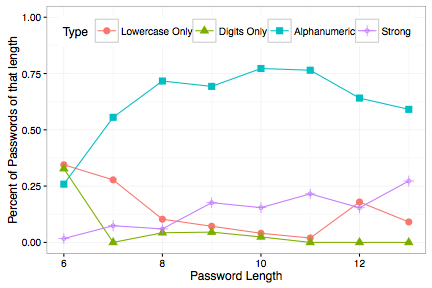 Type Lowercase Only Digits Only Alphanumeric Strong
Percent of Passwords of that length
1.00
0.75
0.50
0.25
0.00
6 8 10 12
Password Length